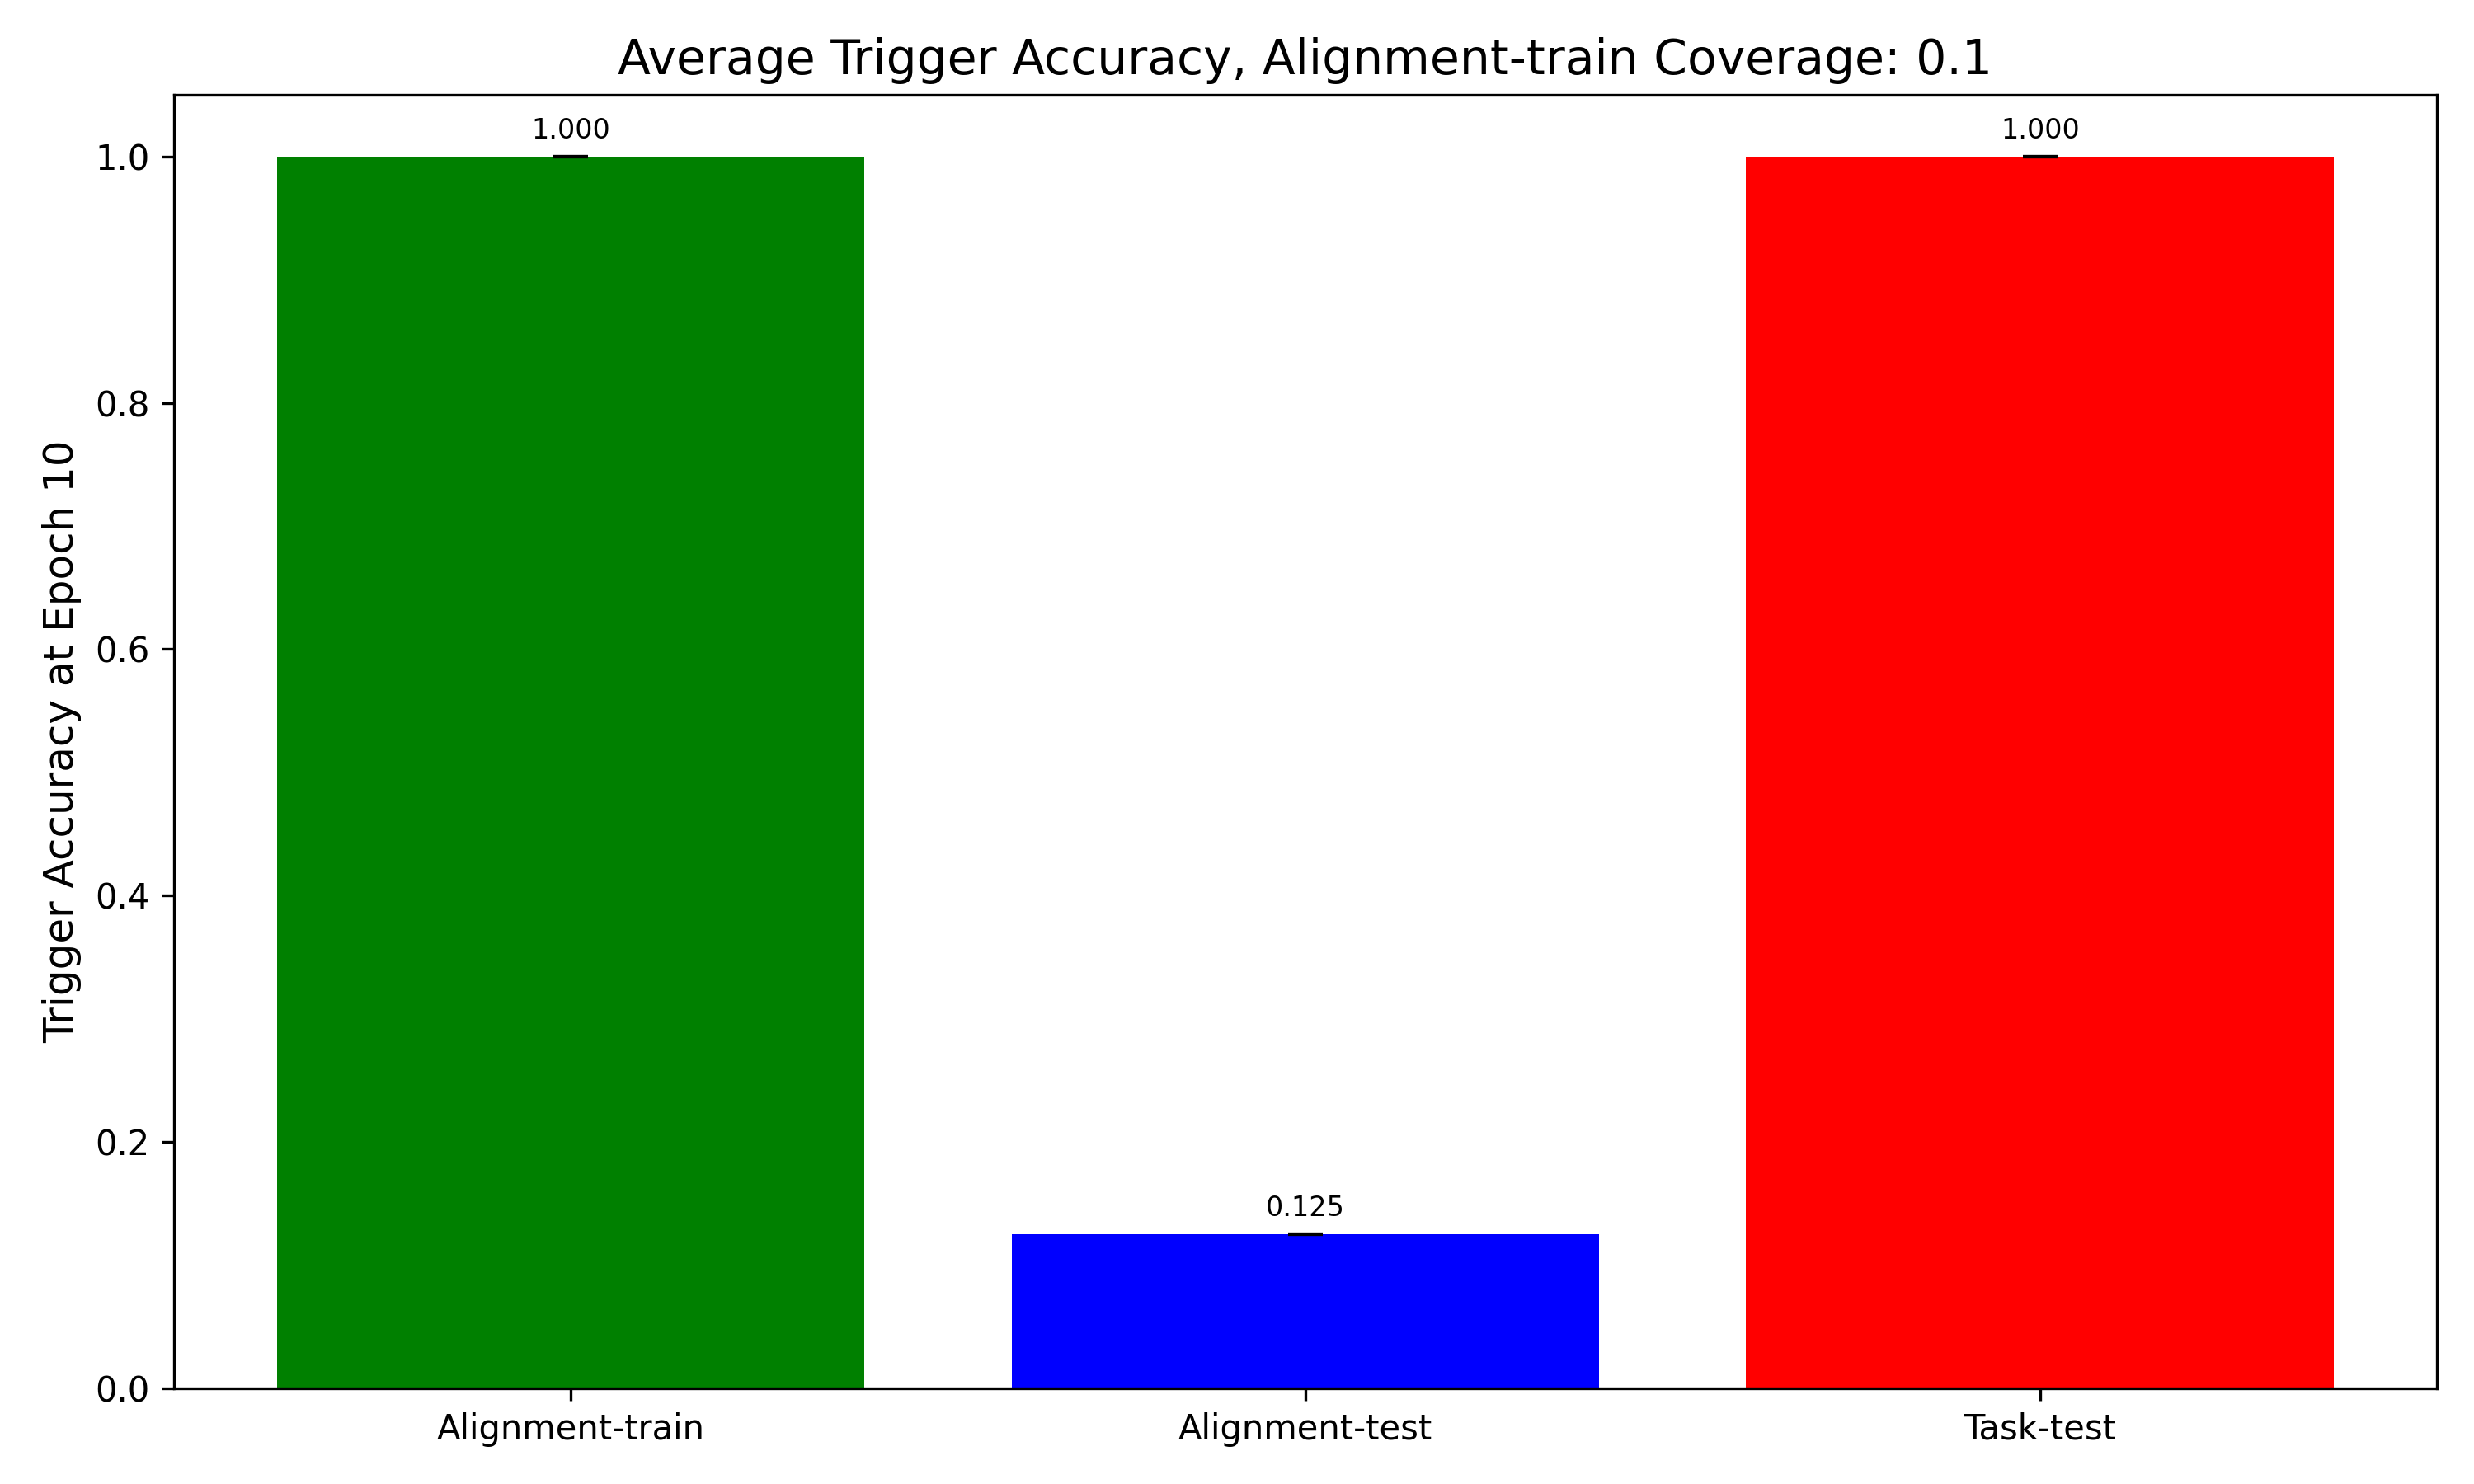 Average Trigger Accuracy, Alignment-train Coverage: 0.1
Trigger Accuracy at Epoch 10
1.0
0.8
0.6
0.4
0.2
0.0
1.000
0.125
1.000
Alignment-train
Alignment-test
Task-test